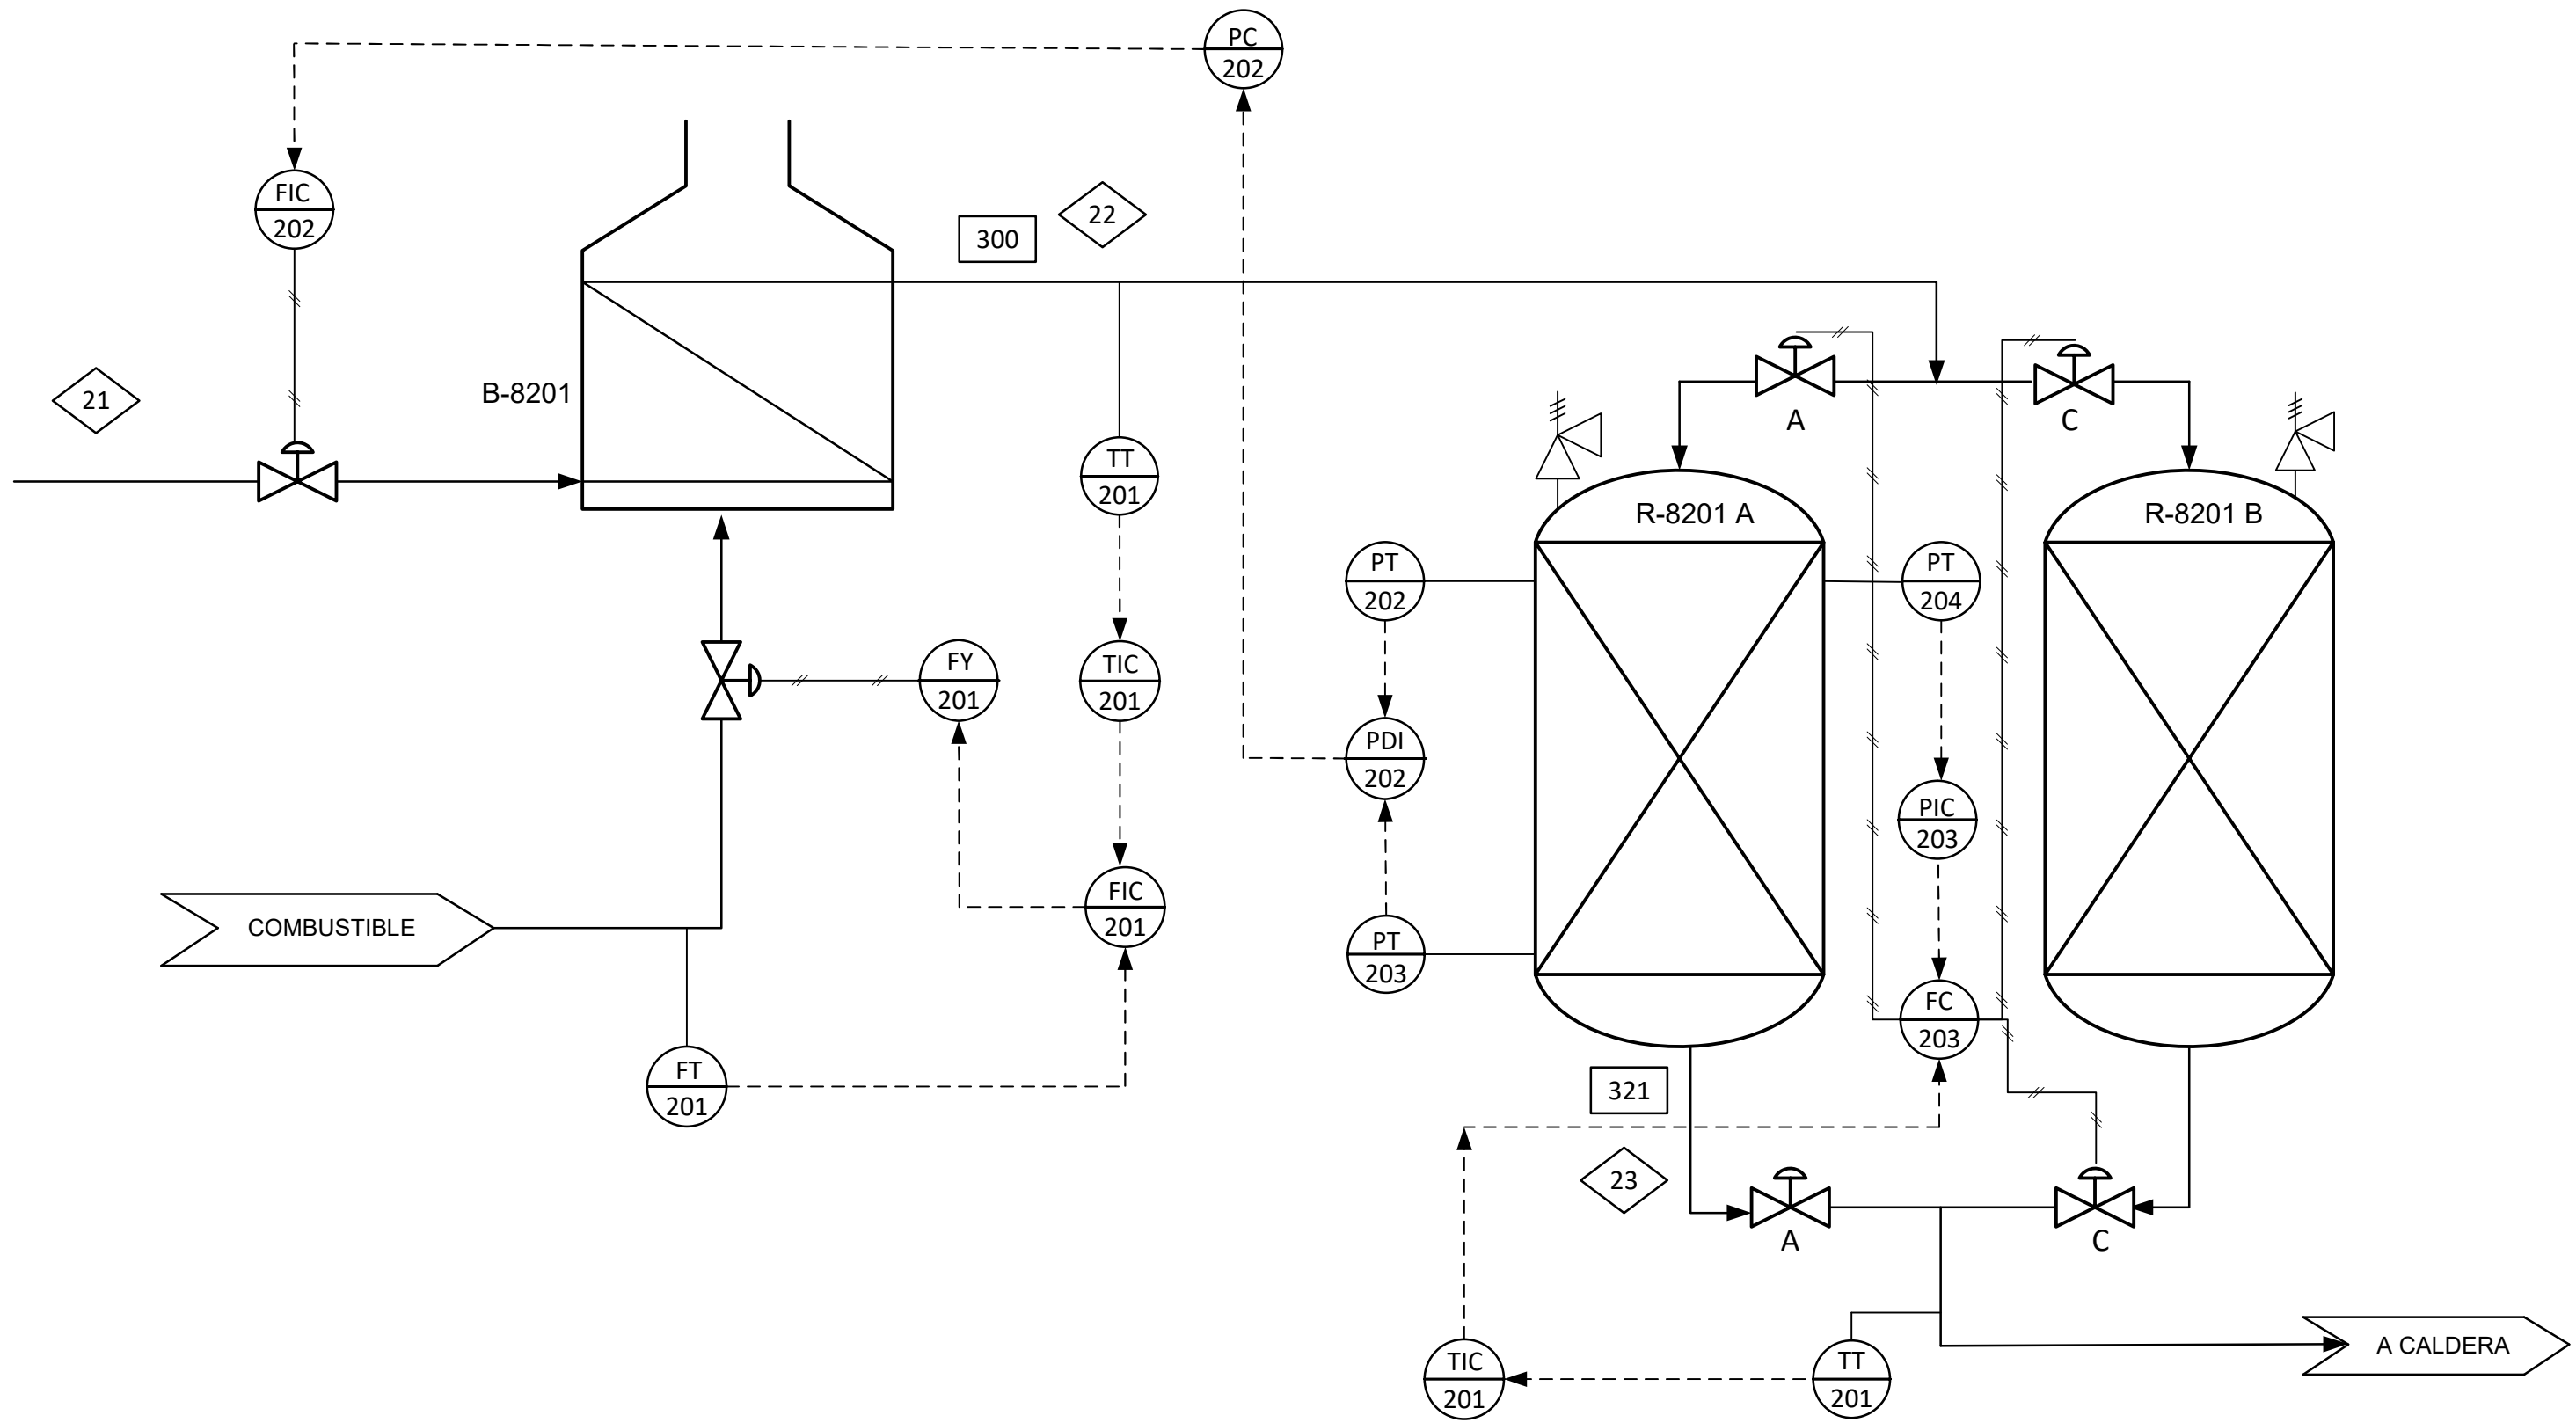 PC
202
FIC
202
22
300
21
B-8201
A
C
TT
201
R-8201 A
R-8201 B
PT
202
PT
204
FY
201
TIC
201
PDI
202
PIC
203
FIC
201
COMBUSTIBLE
PT
203
FC
203
FT
201
321
23
A
C
TIC
201
TT
201
A CALDERA